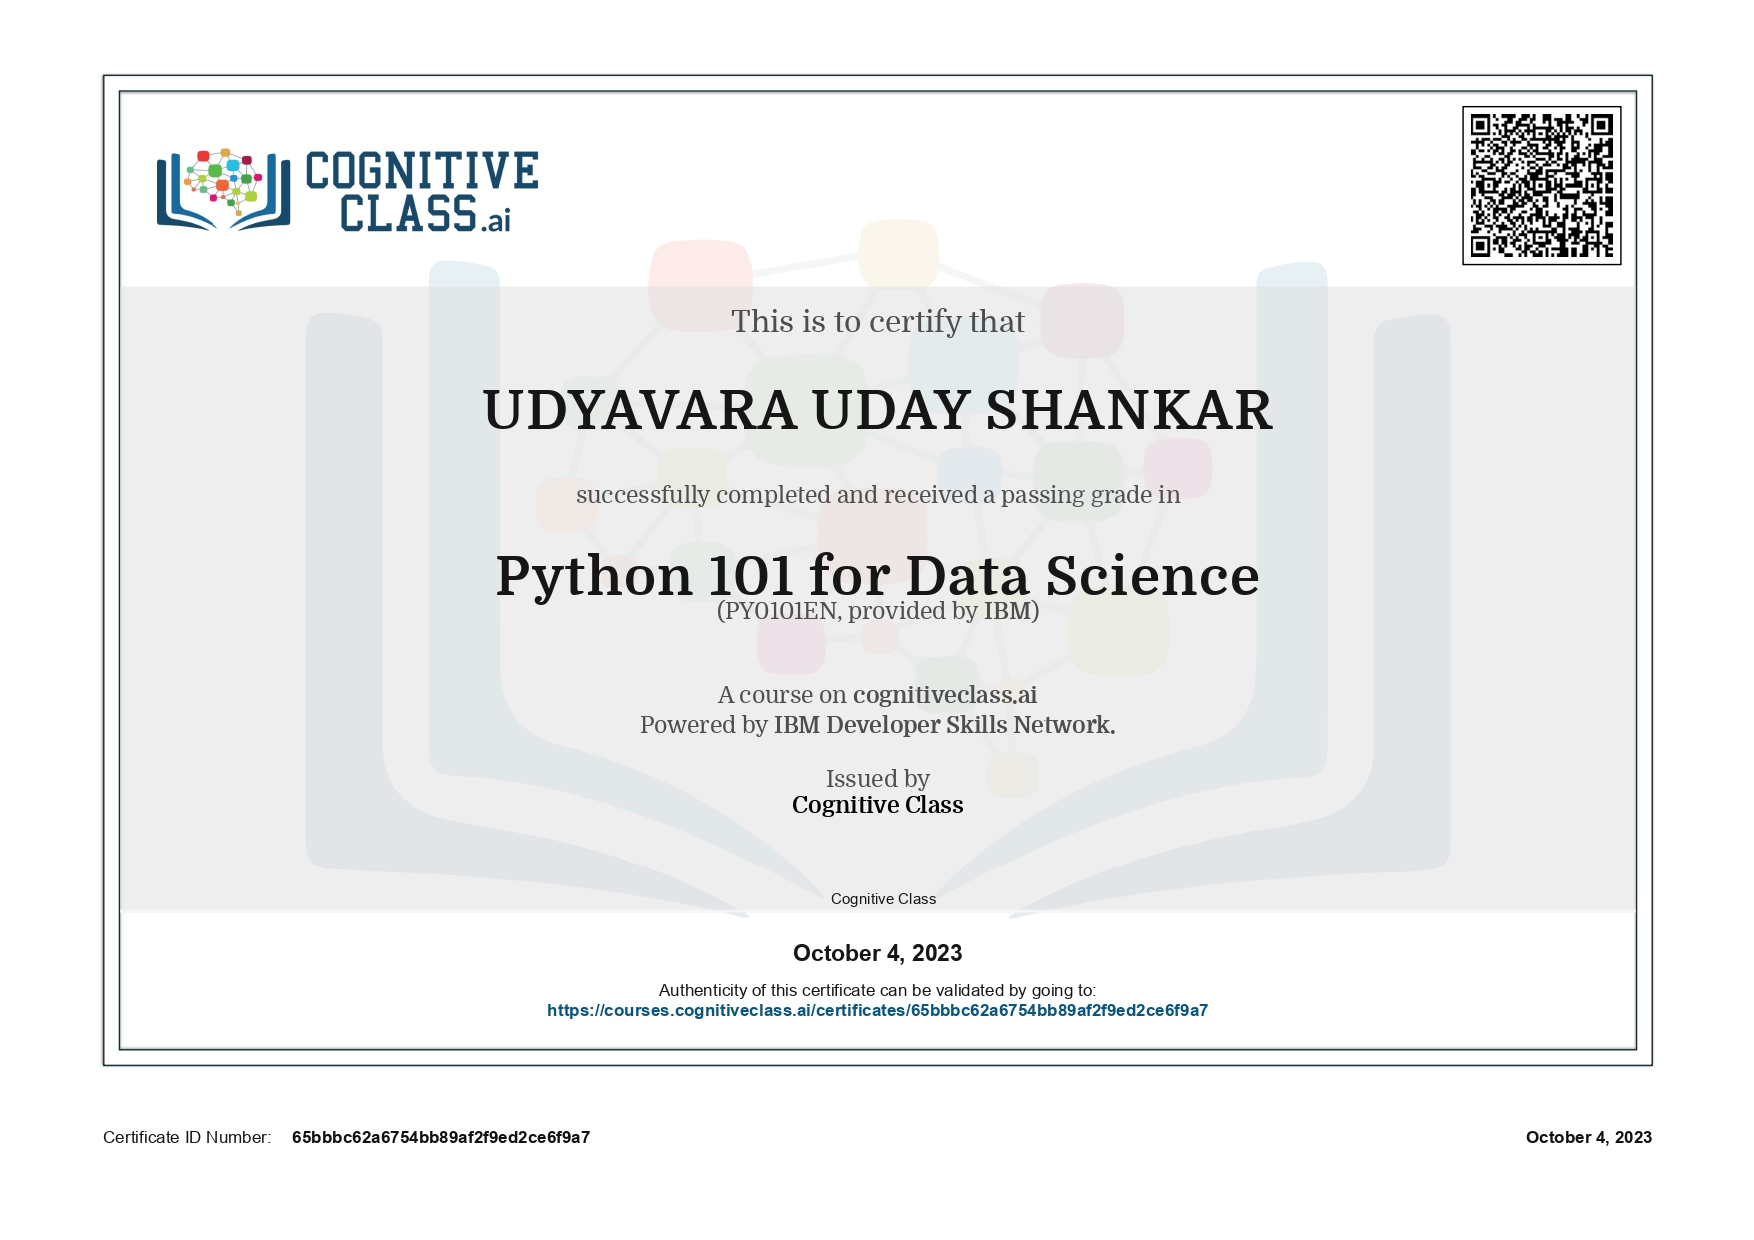 COGNITIVE
CLASS.ai
This is to certify that
UDYAVARA UDAY SHANKAR
successfully completed and received a passing grade in
Python 101 for Data Science
(PY0101EN, provided by IBM)
A course on cognitiveclass.ai
Powered by IBM Developer Skills Network.
Issued by
Cognitive Class
Cognitive Class
October 4, 2023
Authenticity of this certificate can be validated by going to:
https://courses.cognitiveclass.ai/certificates/65bbbc62a6754bb89af2f9ed2ce6f9a7
Certificate ID Number: 65bbbc62a6754bb89af2f9ed2ce6f9a7
October 4, 2023